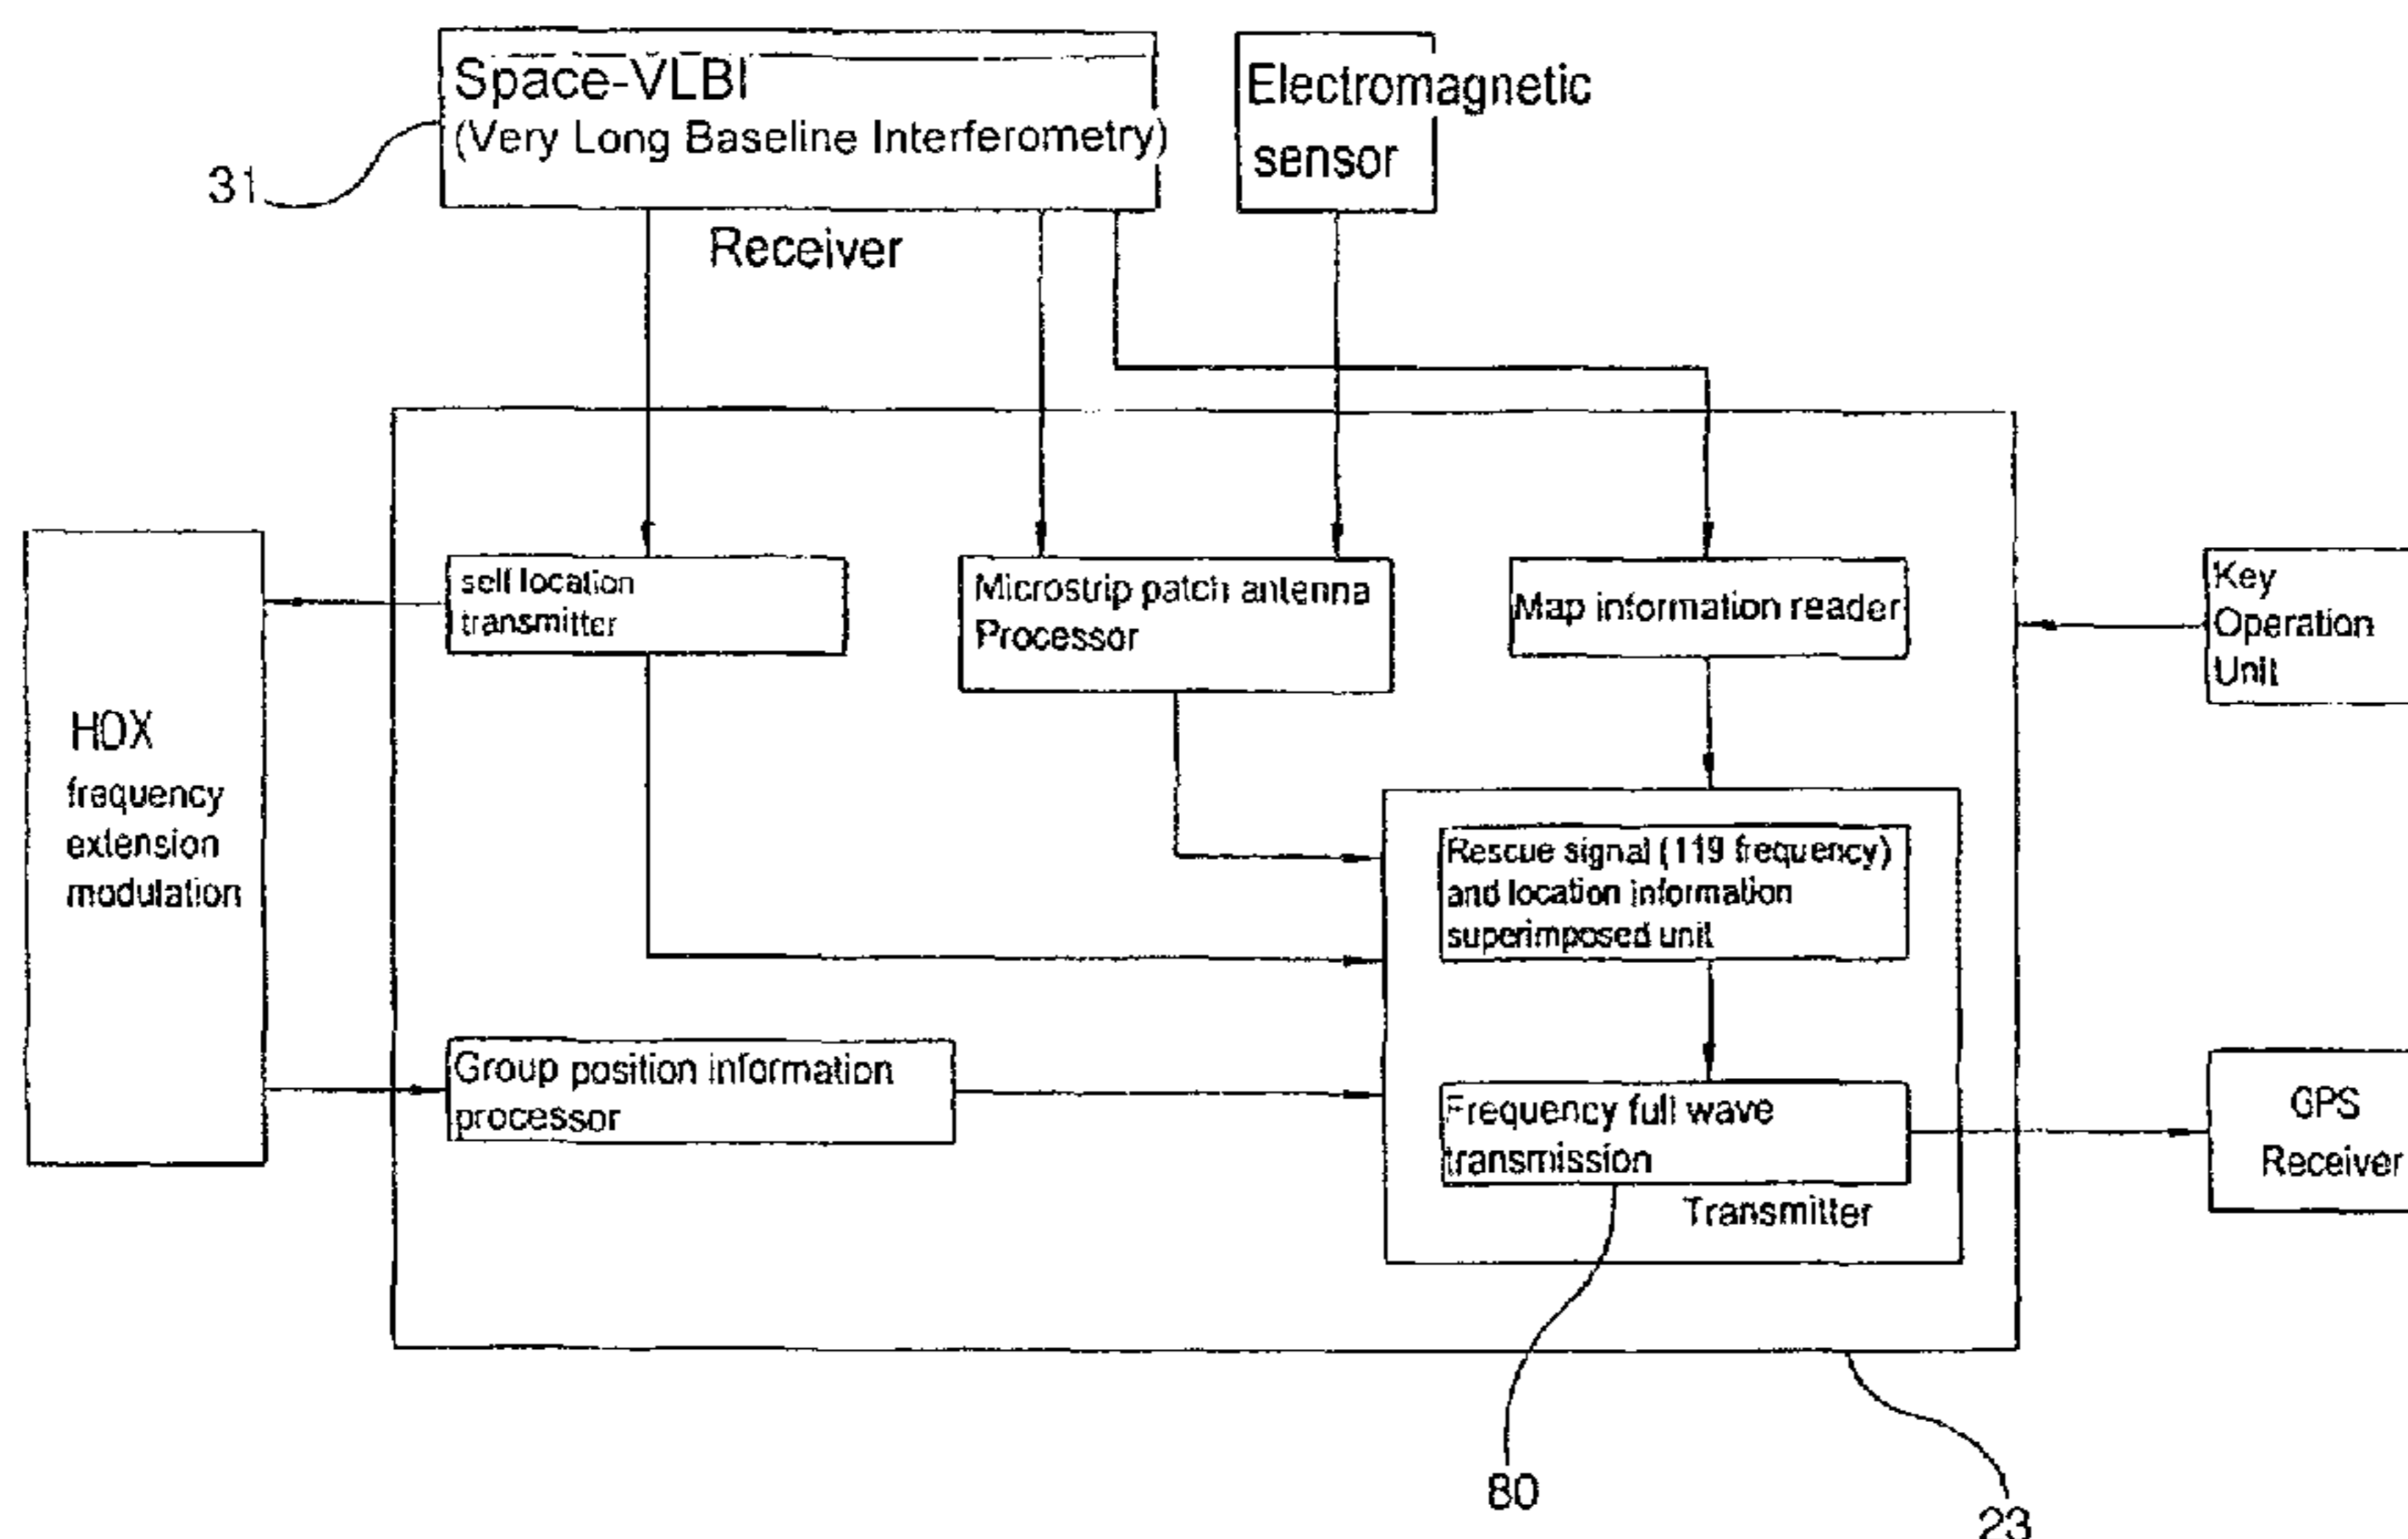 Space-VLBI
(Very Long Baseline Interferometry)
Electromagnetic
sensor
31
Receiver
self location
transmitter
Microstrip patch antenna
Processor
Map information reader
Key
Operation
Unit
HDX
frequency
extension
modulation
Rescue signal (119 frequency)
and location information
superimposed unit
Group position information
processor
Frequency full wave
transmission
Transmitter
GPS
Receiver
80
23